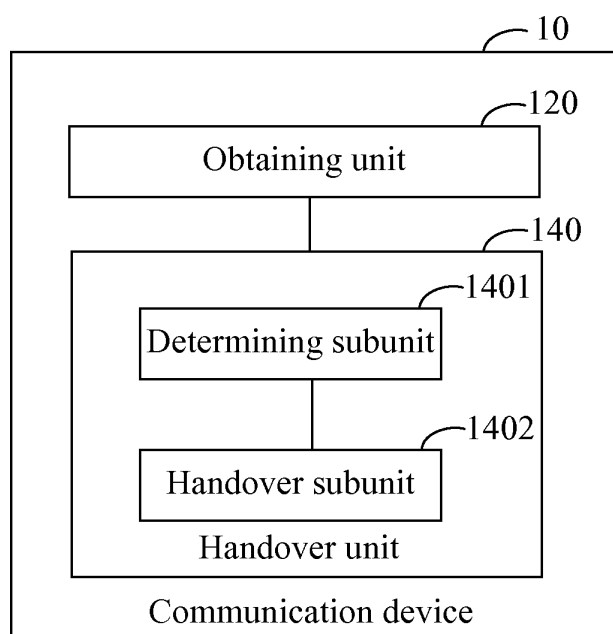 10
120
Obtaining unit
140
1401
Determining subunit
1402
Handover subunit
Handover unit
Communication device